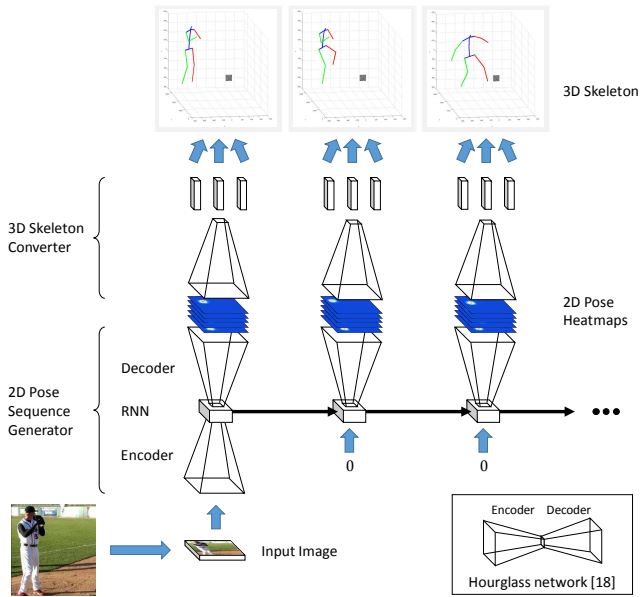 3D Skeleton
3D Skeleton
Converter
2D Pose
Heatmaps
Decoder
2D Pose
Sequence
Generator
RNN
Encoder
0
0
Input Image
Encoder
Decoder
Hourglass network [18]